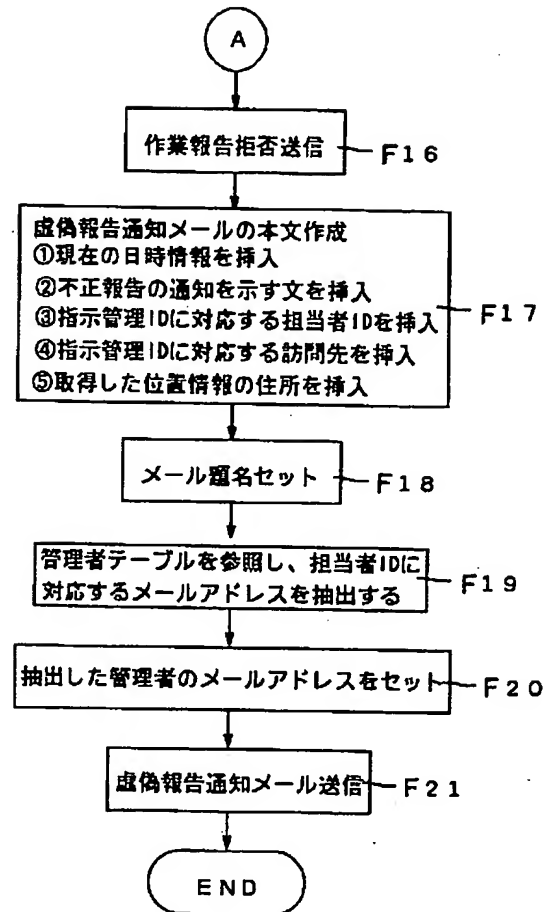 A
作業報告拒否送信
F16
虚偽報告通知メールの本文作成
①現在の日時情報を挿入
②不正報告の通知を示す文を挿入
③指示管理IDに対応する担当者IDを挿入
④指示管理IDに対応する訪問先を挿入
⑤取得した位置情報の住所を挿入
F17
メール題名セット
F18
管理者テーブルを参照し、担当者IDに
対応するメールアドレスを抽出する
F19
抽出した管理者のメールアドレスをセット
F20
虚偽報告通知メール送信
F21
END